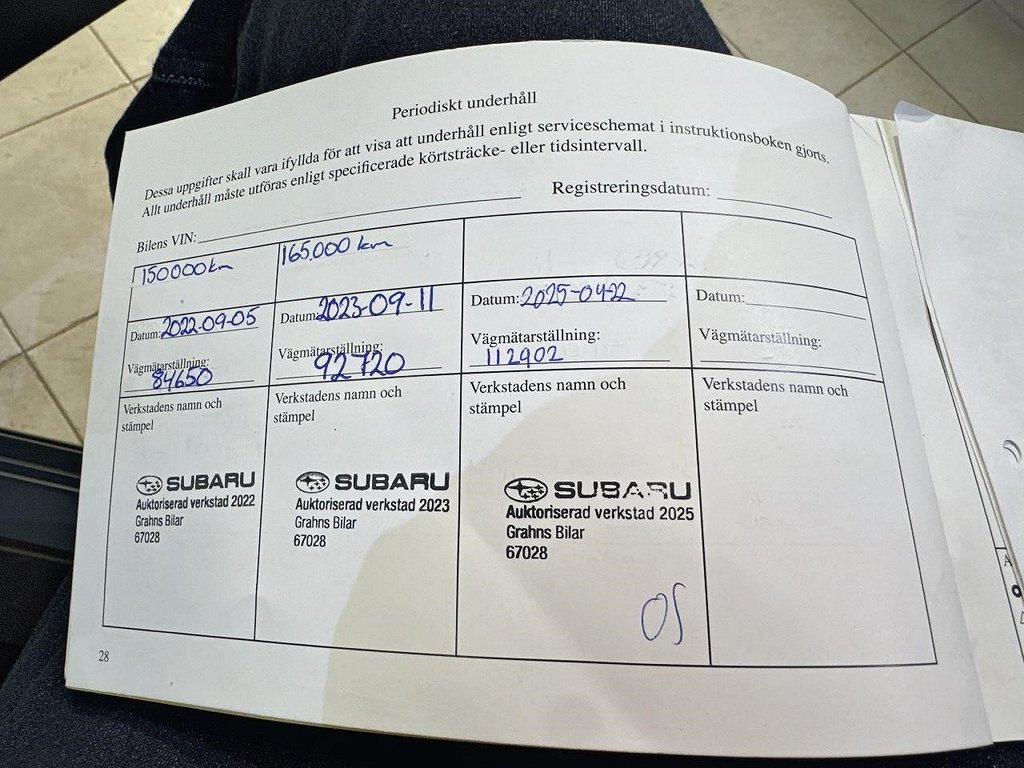 Periodiskt underhåll
Dessa uppgifter skall vara ifyllda för att visa att underhåll enligt serviceschemat i instruktionsboken gjorts.
Allt underhåll måste utföras enligt specificerade körtsträcke- eller tidsintervall.
Bilens VIN:
Registreringsdatum:
150000km
Datum: 2022-09-05
Vägmätarställning:
84650
Verkstadens namn och
stämpel
SUBARU
Auktoriserad verkstad 2022
Grahns Bilar
67028
165.000 km
Datum: 2023-09-11
Vägmätarställning:
92720
Verkstadens namn och
stämpel
SUBARU
Auktoriserad verkstad 2023
Grahns Bilar
67028
Datum: 2025-04-22
Vägmätarställning:
112902
Verkstadens namn och
stämpel
SUBARU
Auktoriserad verkstad 2025
Grahns Bilar
67028
Datum:
Vägmätarställning:
Verkstadens namn och
stämpel
28